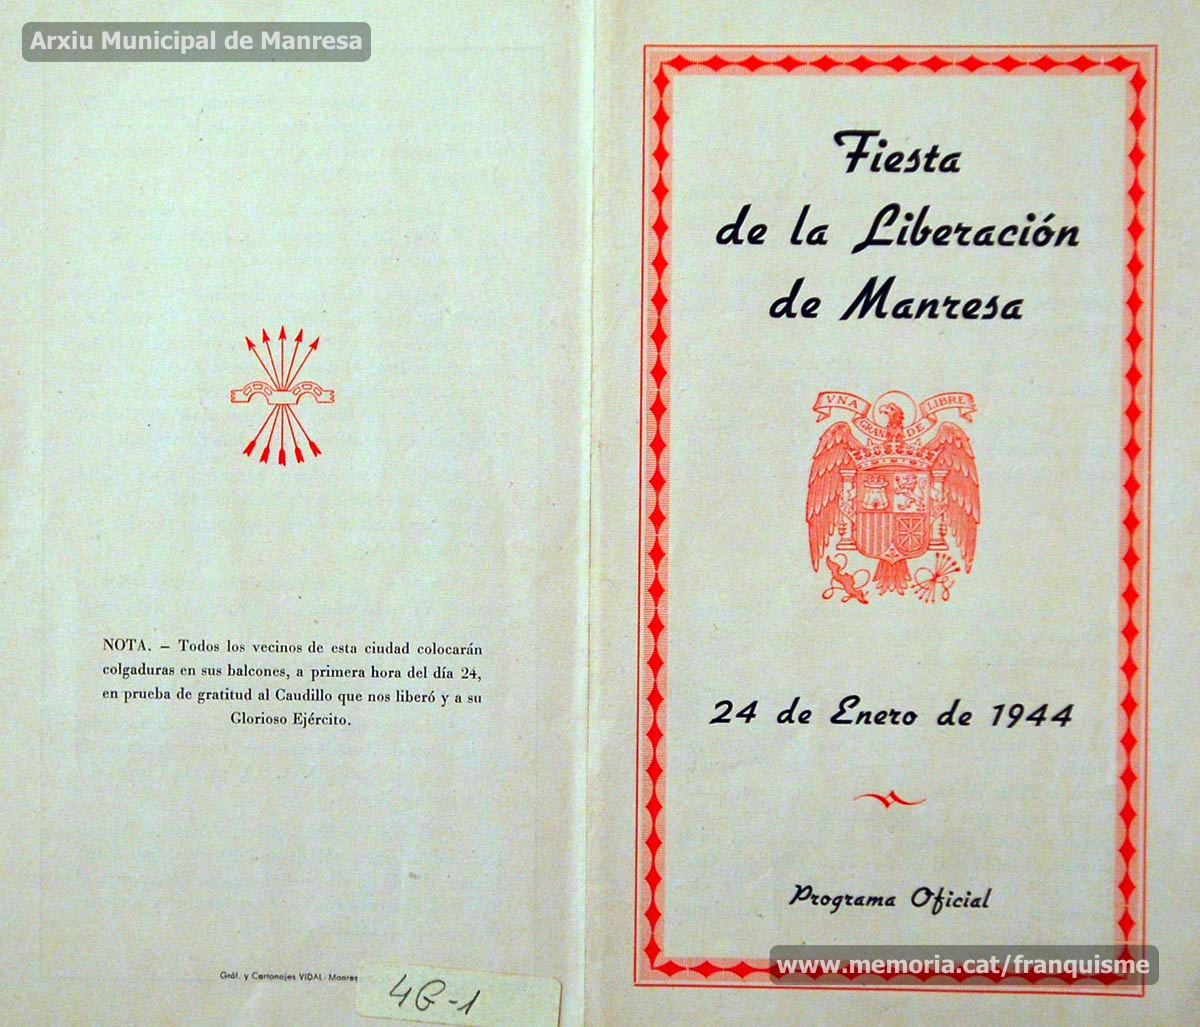 Arxiu Municipal de Manresa
NOTA. — Todos los vecinos de esta ciudad colocarán
colgaduras en sus balcones, a primera hora del día 24,
en prueba de gratitud al Caudillo que nos liberó y a su
Glorioso Ejército.
Gráf. y Cartonajes VIDAL - Manres
4G-1
Fiesta
de la Liberación
de Manresa
VNA GRANDE LIBRE
24 de Enero de 1944
Programa Oficial
www.memoria.cat/franquisme